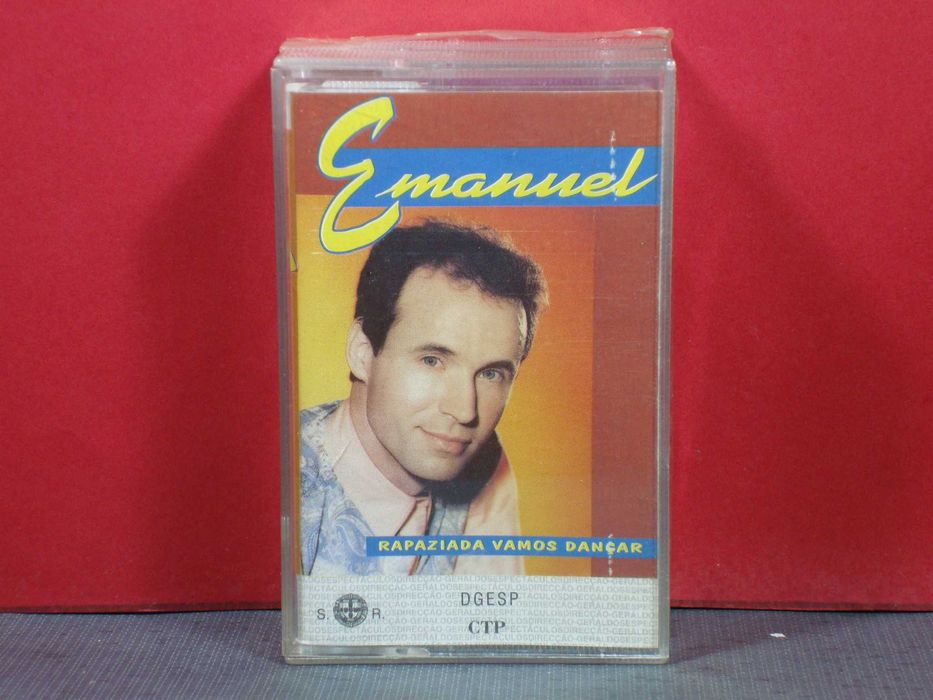 Emanuel
RAPAZIADA VAMOS DANÇAR
DGESP
S. R.
CTP